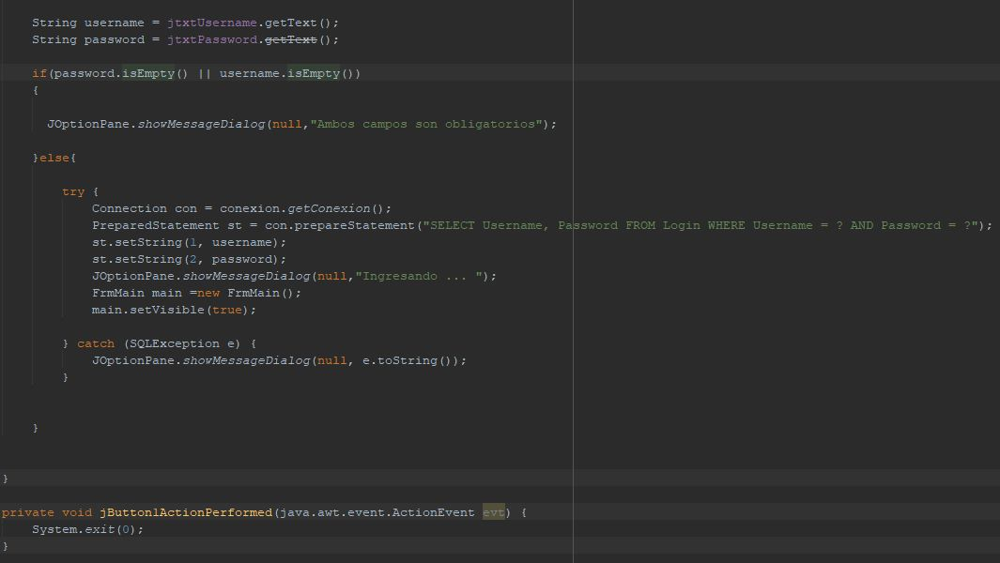 String username = jtxtUsername.getText();
String password = jtxtPassword.getText();
if(password.isEmpty() || username.isEmpty())
{
JOptionPane.showMessageDialog(null,"Ambos campos son obligatorios");
}else{
try {
Connection con = conexion.getConexion();
PreparedStatement st = con.prepareStatement("SELECT Username, Password FROM Login WHERE Username = ? AND Password = ?");
st.setString(1, username);
st.setString(2, password);
JOptionPane.showMessageDialog(null,"Ingresando ... ");
FrmMain main =new FrmMain();
main.setVisible(true);
} catch (SQLException e) {
JOptionPane.showMessageDialog(null, e.toString());
}
}
}
private void jButton1ActionPerformed(java.awt.event.ActionEvent evt) {
System.exit(0);
}